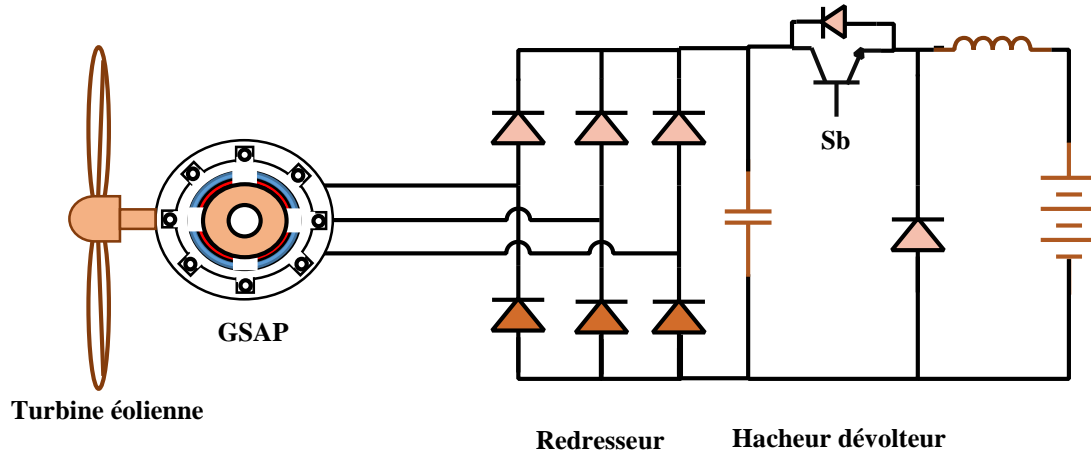 Sb
GSAP
Turbine éolienne
Redresseur
Hacheur dévolteur